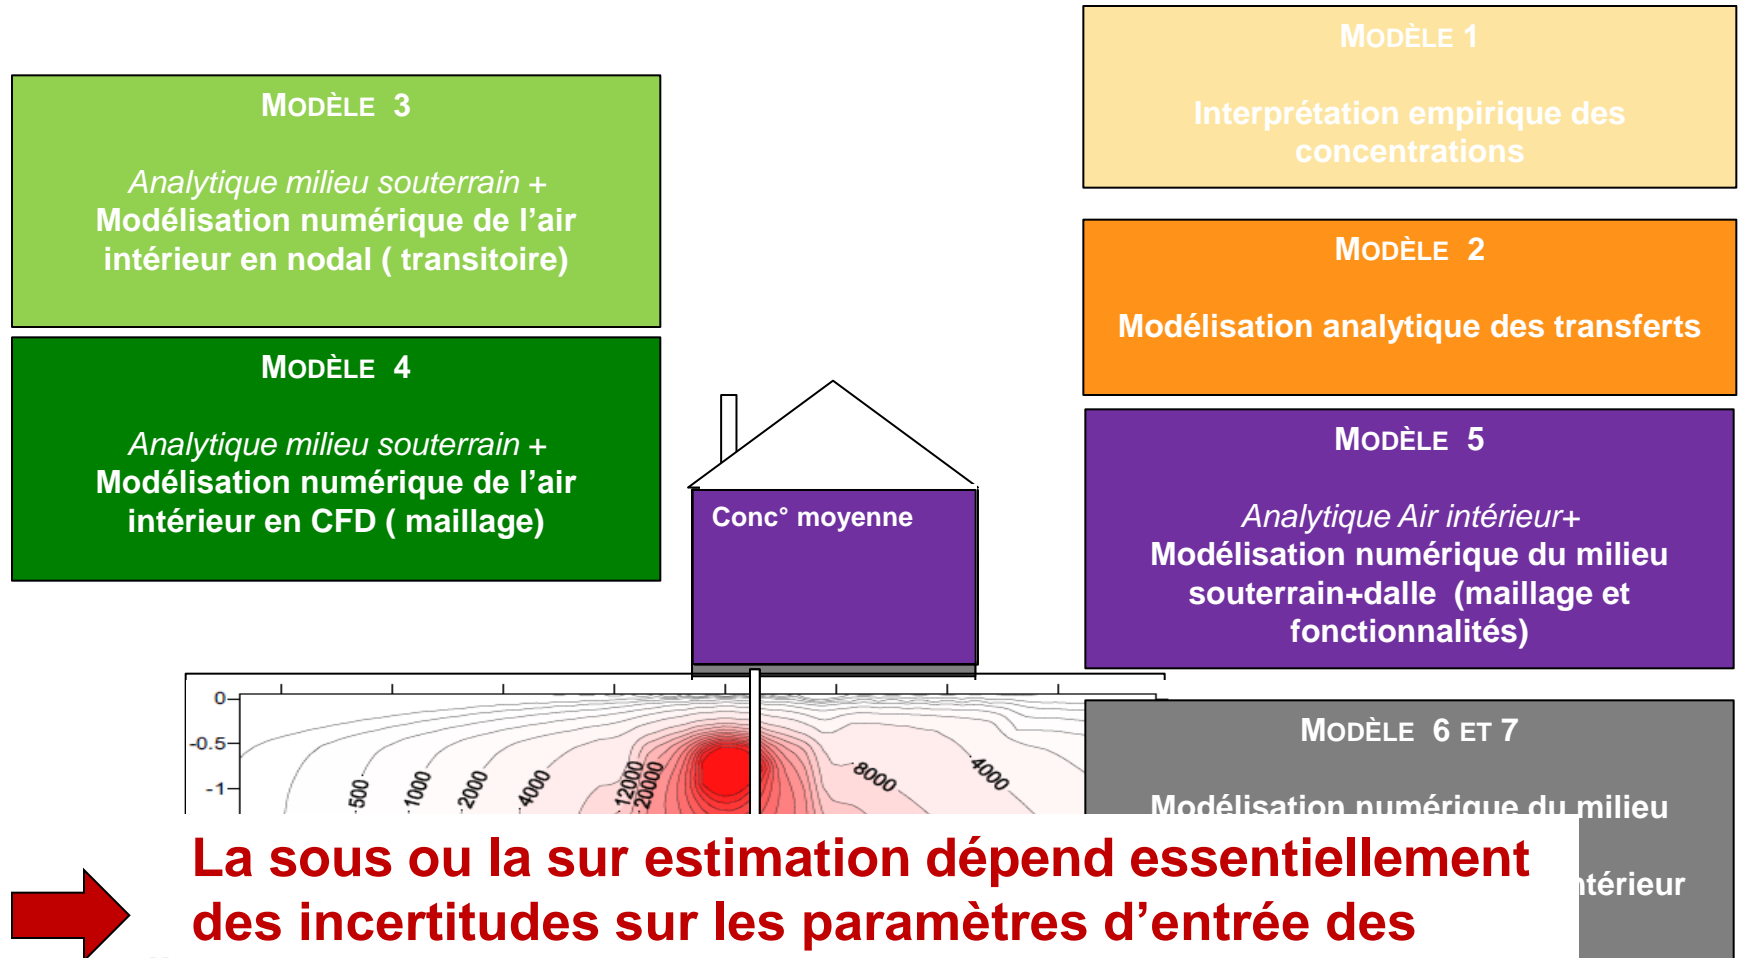 MODÈLE 1
Interprétation empirique des
concentrations
MODÈLE 3
Analytique milieu souterrain +
Modélisation numérique de l’air
intérieur en nodal ( transitoire)
MODÈLE 2
Modélisation analytique des transferts
MODÈLE 4
Analytique milieu souterrain +
Modélisation numérique de l’air
intérieur en CFD ( maillage)
MODÈLE 5
Analytique Air intérieur+
Modélisation numérique du milieu
souterrain+dalle (maillage et
fonctionnalités)
Conc° moyenne
0
-0.5
-1
500
1000
2000
4000
12000
20000
8000
4000
MODÈLE 6 ET 7
Modélisation numérique du milieu
ntérieur
La sous ou la sur estimation dépend essentiellement
des incertitudes sur les paramètres d’entrée des